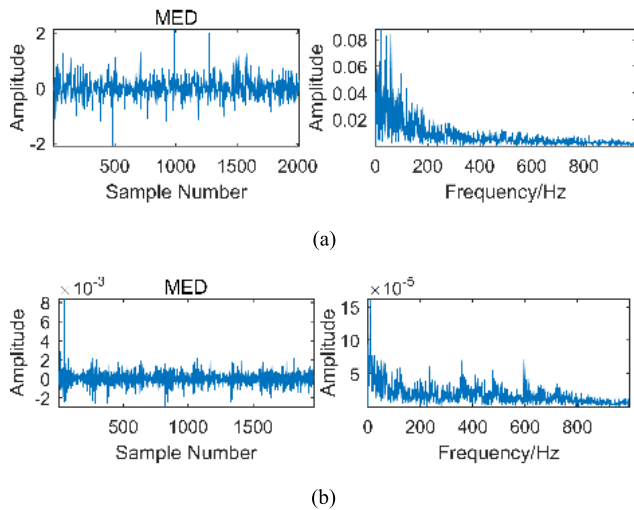 MED
Amplitude
2
0
-2
500 1000 1500 2000
Sample Number
Amplitude
0.08
0.06
0.04
0.02
0 200 400 600 800
Frequency/Hz
(a)
× 10⁻³
MED
Amplitude
8
6
4
2
0
-2
500 1000 1500
Sample Number
× 10⁻⁵
Amplitude
15
10
5
0 200 400 600 800
Frequency/Hz
(b)